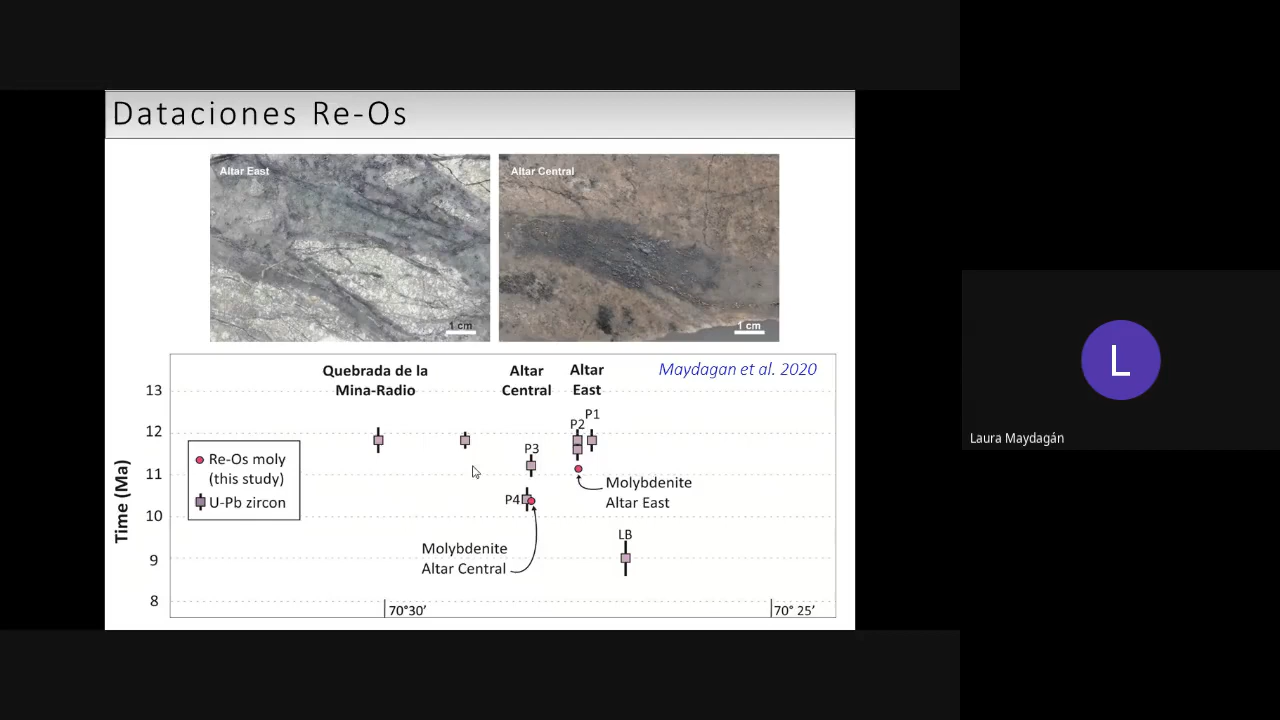 Dataciones Re-Os
Altar East
Altar Central
1 cm
1 cm
Quebrada de la
Mina-Radio
Altar
Central
Altar
East
Maydagan et al. 2020
13
12
11
10
9
8
Time (Ma)
Re-Os moly
(this study)
U-Pb zircon
P1
P2
P3
P4
Molybdenite
Altar East
LB
Molybdenite
Altar Central
70°30′
70° 25′
L
Laura Maydagán